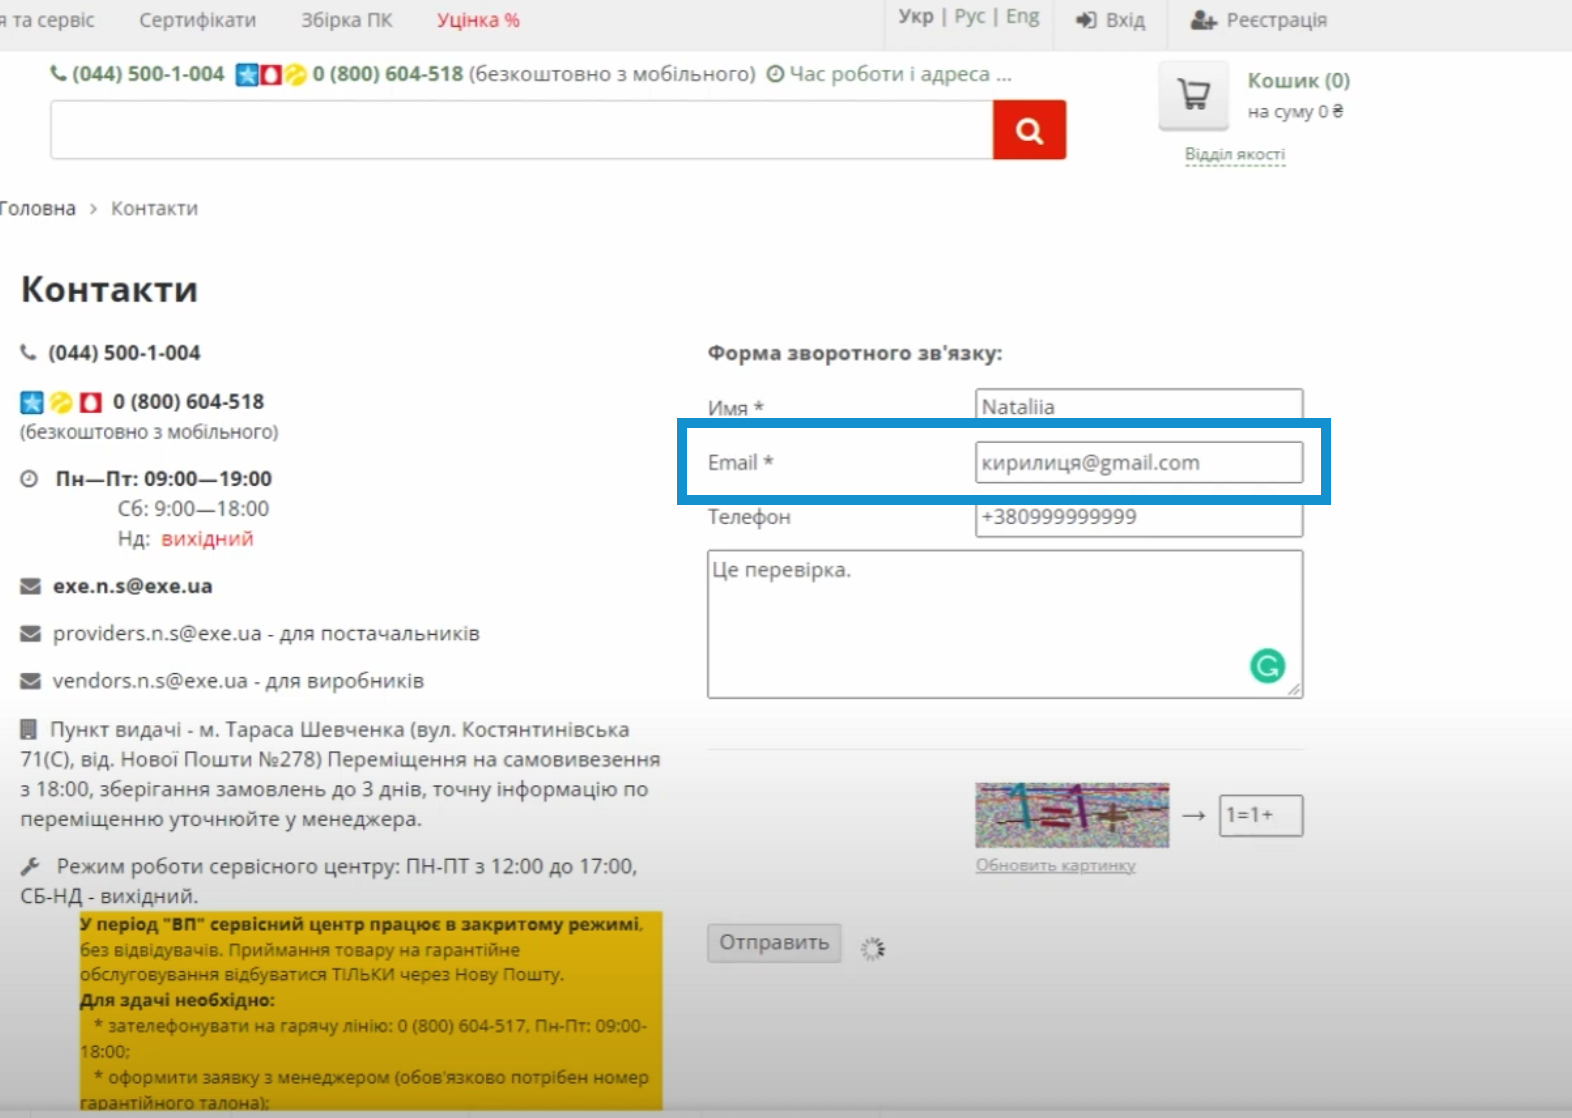 я та сервіс Сертифікати Збірка ПК Уцінка % Укр | Рус | Eng Вхід Реєстрація
(044) 500-1-004 0 (800) 604-518 (безкоштовно з мобільного) Час роботи і адреса ...
Кошик (0)
на суму 0 ₴
Відділ якості
Головна > Контакти
Контакти
(044) 500-1-004
0 (800) 604-518
(безкоштовно з мобільного)
Пн—Пт: 09:00—19:00
Сб: 9:00—18:00
Нд: вихідний
exe.n.s@exe.ua
providers.n.s@exe.ua - для постачальників
vendors.n.s@exe.ua - для виробників
Пункт видачі - м. Тараса Шевченка (вул. Костянтинівська
71(С), від. Нової Пошти №278) Переміщення на самовивезення
з 18:00, зберігання замовлень до 3 днів, точну інформацію по
переміщенню уточнюйте у менеджера.
Режим роботи сервісного центру: ПН-ПТ з 12:00 до 17:00,
СБ-НД - вихідний.
У період "ВП" сервісний центр працює в закритому режимі,
без відвідувачів. Приймання товару на гарантійне
обслуговування відбуватися ТІЛЬКИ через Нову Пошту.
Для здачі необхідно:
* зателефонувати на гарячу лінію: 0 (800) 604-517, Пн-Пт: 09:00-
18:00;
* оформити заявку з менеджером (обов'язково потрібен номер
гарантійного талона);
Форма зворотного зв'язку:
Имя * Nataliia
Email * кирилиця@gmail.com
Телефон +380999999999
Це перевірка.
1=1+ → 1=1+
Обновить картинку
Отправить